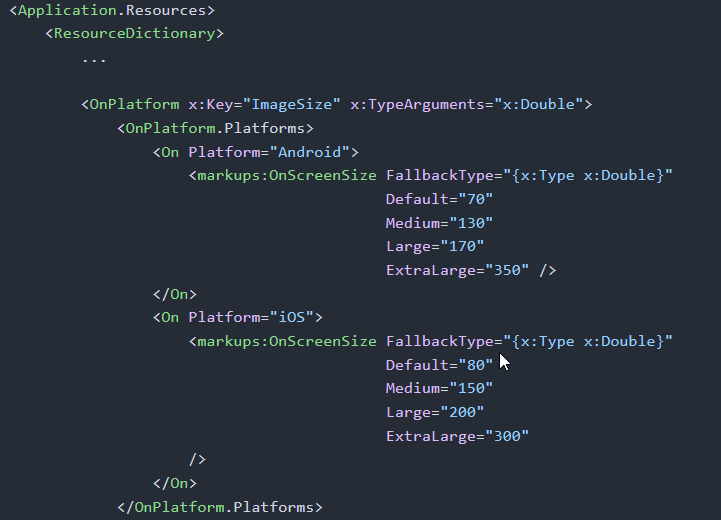 <Application.Resources>
<ResourceDictionary>
...
<OnPlatform x:Key="ImageSize" x:TypeArguments="x:Double">
<OnPlatform.Platforms>
<On Platform="Android">
<markups:OnScreenSize FallbackType="{x:Type x:Double}"
Default="70"
Medium="130"
Large="170"
ExtraLarge="350" />
</On>
<On Platform="iOS">
<markups:OnScreenSize FallbackType="{x:Type x:Double}"
Default="80"
Medium="150"
Large="200"
ExtraLarge="300"
/>
</On>
</OnPlatform.Platforms>